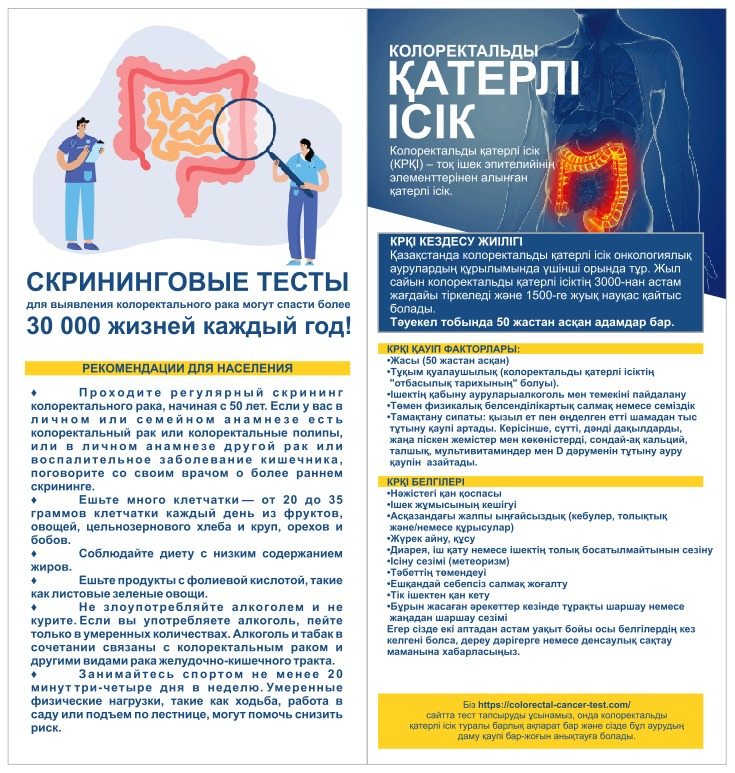 СКРИНИНГОВЫЕ ТЕСТЫ
для выявления колоректального рака могут спасти более
30 000 жизней каждый год!
РЕКОМЕНДАЦИИ ДЛЯ НАСЕЛЕНИЯ
♦ Проходите регулярный скрининг
колоректального рака, начиная с 50 лет. Если у вас в
личном или семейном анамнезе есть
колоректальный рак или колоректальные полипы,
или в личном анамнезе другой рак или
воспалительное заболевание кишечника,
поговорите со своим врачом о более раннем
скрининге.
♦ Ешьте много клетчатки — от 20 до 35
граммов клетчатки каждый день из фруктов,
овощей, цельнозернового хлеба и круп, орехов и
бобов.
♦ Соблюдайте диету с низким содержанием
жиров.
♦ Ешьте продукты с фолиевой кислотой, такие
как листовые зеленые овощи.
♦ Не злоупотребляйте алкоголем и не
курите. Если вы употребляете алкоголь, пейте
только в умеренных количествах. Алкоголь и табак в
сочетании связаны с колоректальным раком и
другими видами рака желудочно-кишечного тракта.
♦ Занимайтесь спортом не менее 20
минут три-четыре дня в неделю. Умеренные
физические нагрузки, такие как ходьба, работа в
саду или подъем по лестнице, могут помочь снизить
риск.
КОЛОРЕКТАЛЬДЫ
ҚАТЕРЛІ
ІСІК
Колоректальды қатерлі ісік
(КРҚІ) – тоқ ішек эпителийінің
элементтерінен алынған
қатерлі ісік.
КРҚІ КЕЗДЕСУ ЖИІЛІГІ
Қазақстанда колоректальды қатерлі ісік онкологиялық
аурулардың құрылымында үшінші орында тұр. Жыл
сайын колоректальды қатерлі ісіктің 3000-нан астам
жағдайы тіркеледі және 1500-ге жуық науқас қайтыс
болады.
Тәуекел тобында 50 жастан асқан адамдар бар.
КРҚІ ҚАУІП ФАКТОРЛАРЫ:
•Жасы (50 жастан асқан)
•Тұқым қуалаушылық (колоректальды қатерлі ісіктің
"отбасылық тарихының" болуы).
•Ішектің қабыну ауруларыалкоголь мен темекіні пайдалану
•Төмен физикалық белсенділікартық салмақ немесе семіздік
•Тамақтану сипаты: қызыл ет пен өңделген етті шамадан тыс
тұтыну қаупі артады. Керісінше, сүтті, дәнді дақылдарды,
жаңа піскен жемістер мен көкөністерді, сондай-ақ кальций,
талшық, мультивитаминдер мен D дәруменін тұтыну ауру
қаупін азайтады.
КРҚІ БЕЛГІЛЕРІ
•Нәжістегі қан қоспасы
•Ішек жұмысының кешігуі
•Асқазандағы жалпы ыңғайсыздық (кебулер, толықтық
және/немесе құрысулар)
•Жүрек айну, құсу
•Диарея, іш қату немесе ішектің толық босатылмайтынын сезіну
•Ісіну сезімі (метеоризм)
•Тәбеттің төмендеуі
•Ешқандай себепсіз салмақ жоғалту
•Тік ішектен қан кету
•Бұрын жасаған әрекеттер кезінде тұрақты шаршау немесе
жаңадан шаршау сезімі
Егер сізде екі аптадан астам уақыт бойы осы белгілердің кез
келгені болса, дереу дәрігерге немесе денсаулық сақтау
маманына хабарласыңыз.
Біз https://colorectal-cancer-test.com/
сайтта тест тапсыруды ұсынамыз, онда колоректальды
қатерлі ісік туралы барлық ақпарат бар және сізде бұл аурудың
даму қаупі бар-жоғын анықтауға болады.